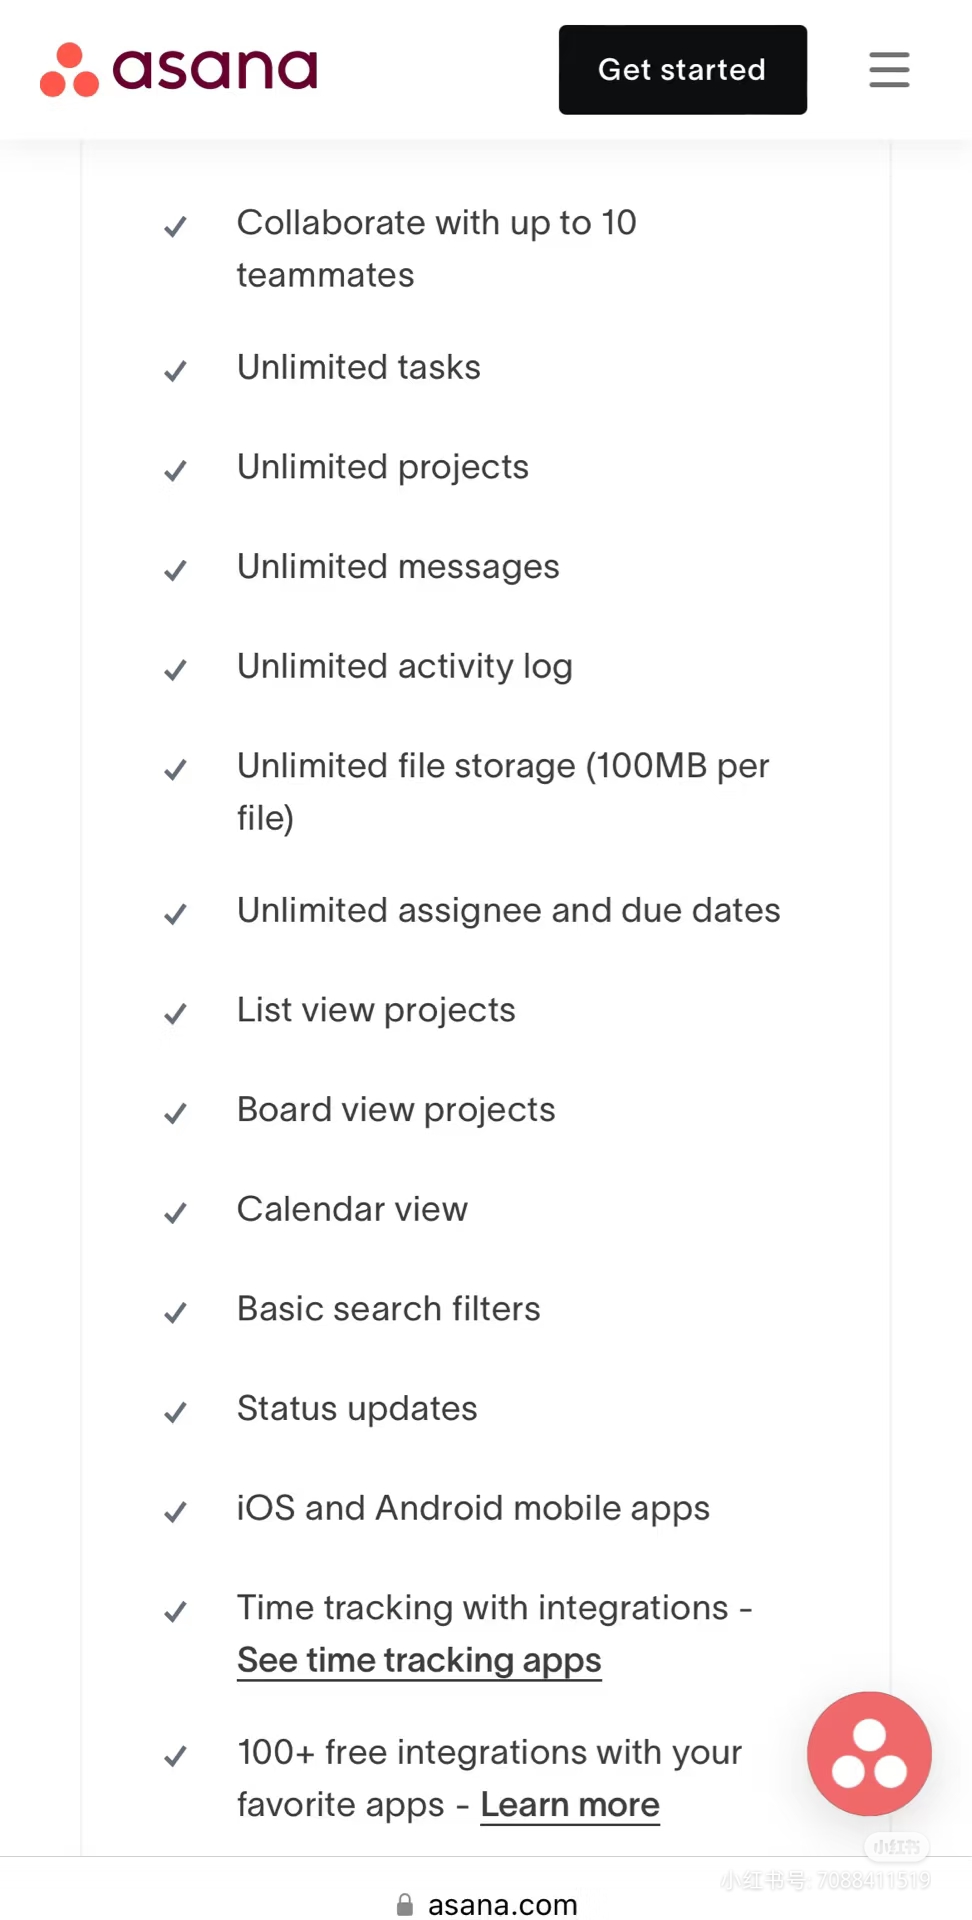 asana
Get started
Collaborate with up to 10
teammates
Unlimited tasks
Unlimited projects
Unlimited messages
Unlimited activity log
Unlimited file storage (100MB per
file)
Unlimited assignee and due dates
List view projects
Board view projects
Calendar view
Basic search filters
Status updates
iOS and Android mobile apps
Time tracking with integrations -
See time tracking apps
100+ free integrations with your
favorite apps - Learn more
小红书
小红书号: 7088411519
asana.com